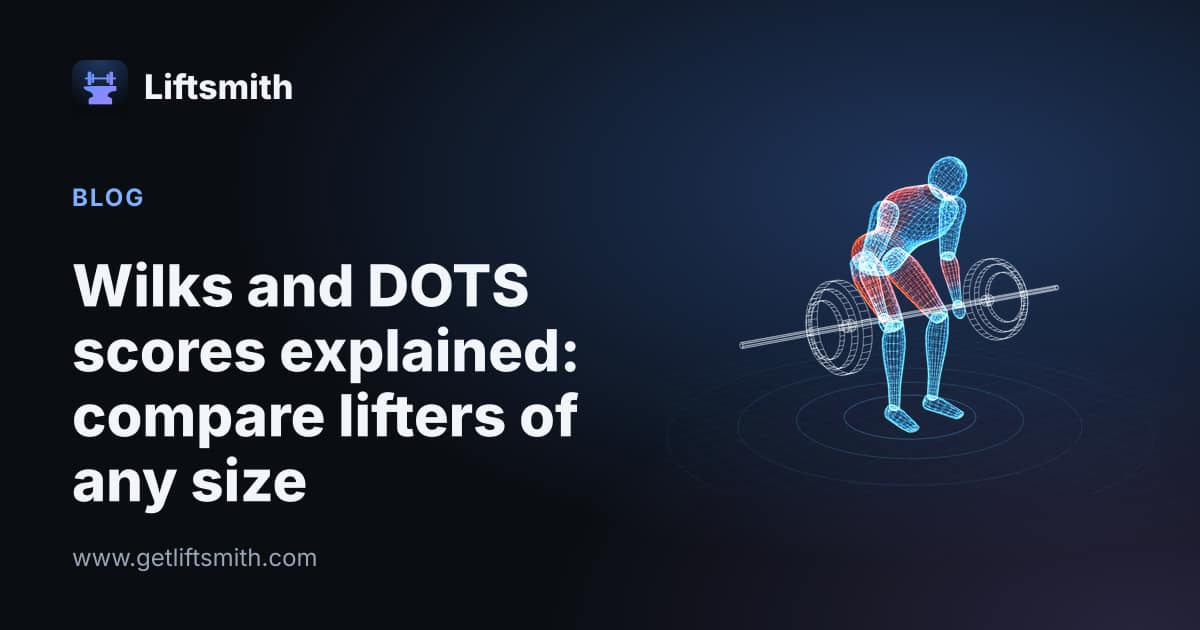 Liftsmith
BLOG
Wilks and DOTS
scores explained:
compare lifters of
any size
www.getliftsmith.com